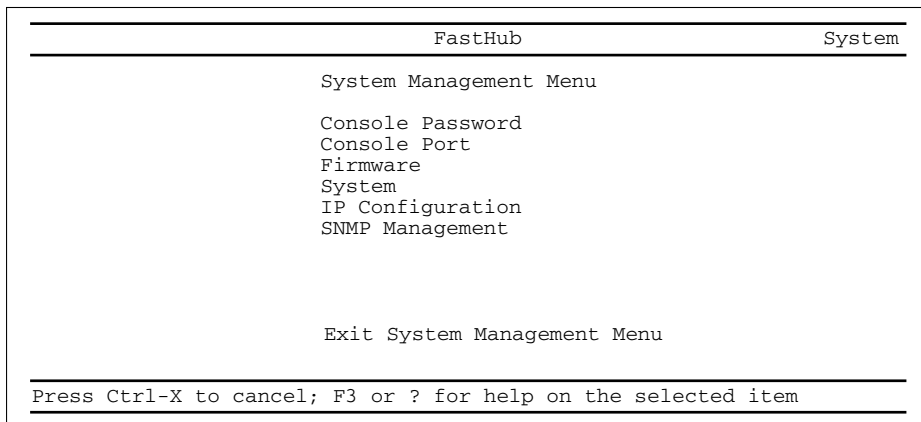 FastHub System
System Management Menu
Console Password
Console Port
Firmware
System
IP Configuration
SNMP Management
Exit System Management Menu
Press Ctrl-X to cancel; F3 or ? for help on the selected item